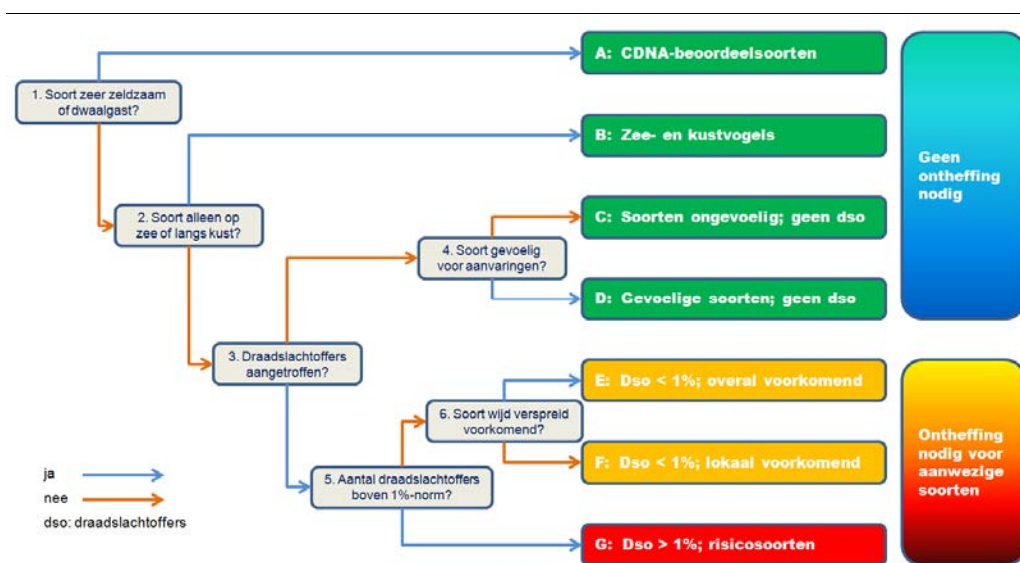 A: CDNA-beoordeelsoorten
1. Soort zeer zeldzaam
of dwaalgast?
B: Zee- en kustvogels
Geen
ontheffing
nodig
2. Soort alleen op
zee of langs kust?
C: Soorten ongevoelig; geen dso
4. Soort gevoelig
voor aanvaringen?
D: Gevoelige soorten; geen dso
3. Draadslachtoffers
aangetroffen?
E: Dso < 1%; overal voorkomend
6. Soort wijd verspreid
voorkomend?
F: Dso < 1%; lokaal voorkomend
Ontheffing
nodig voor
aanwezige
soorten
5. Aantal draadslachtoffers
boven 1%-norm?
G: Dso > 1%; risicosoorten
ja
nee
dso: draadslachtoffers